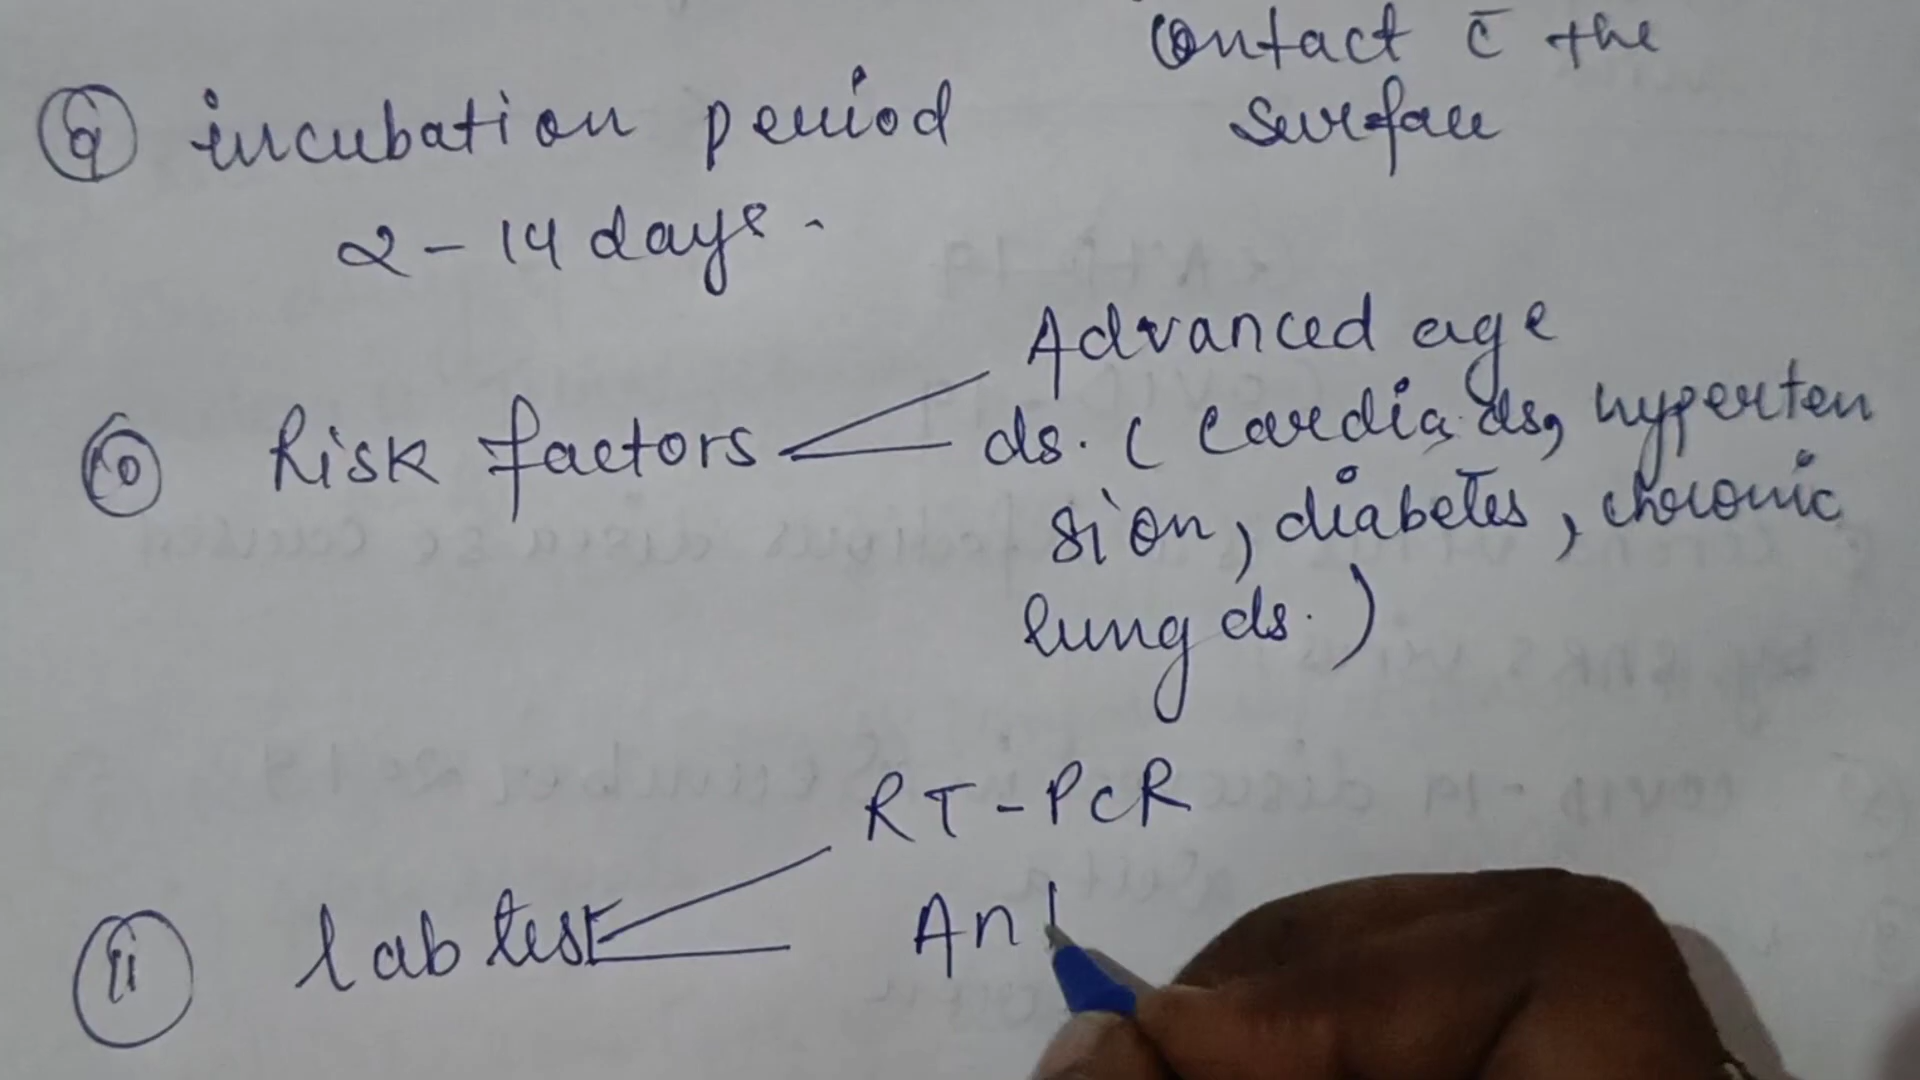 contact c̄ the
surface
9 incubation period
2-14 days.
10 Risk factors
Advanced age
ds. (Cardiac ds, hyperten
sion, diabetes, chronic
lung ds.)
11 lab test
RT-PCR
An